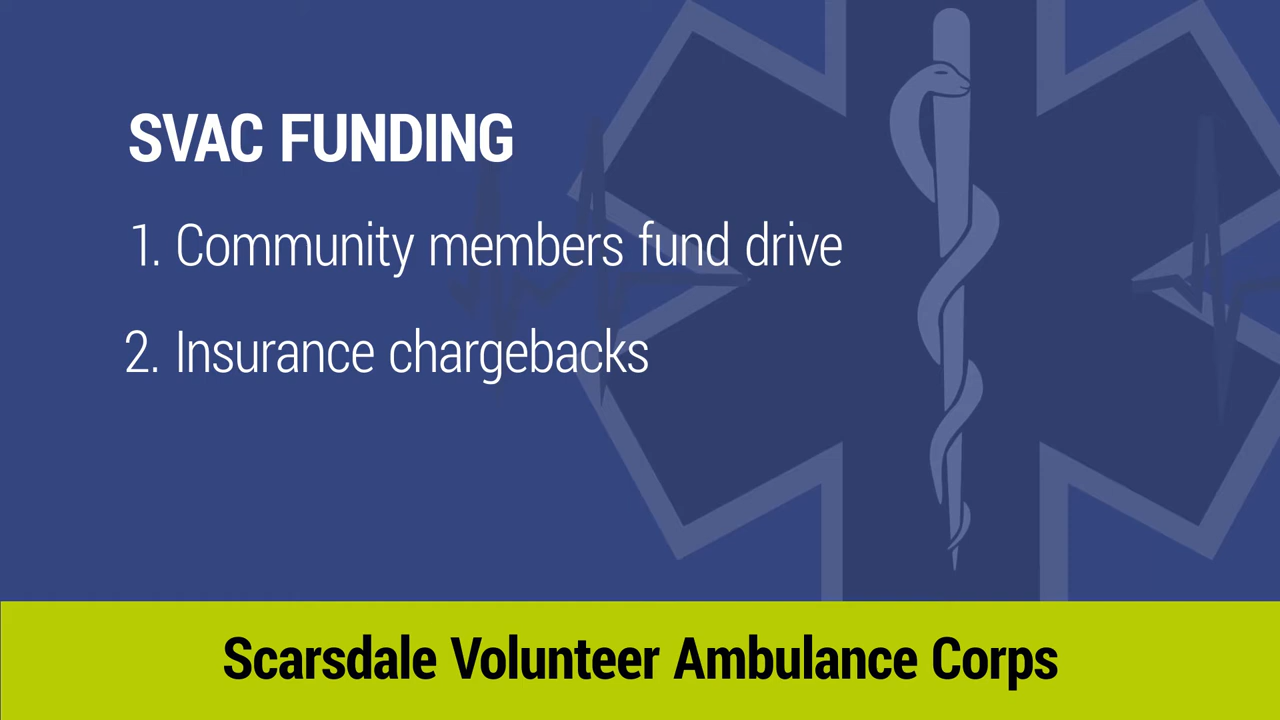 SVAC FUNDING
1. Community members fund drive
2. Insurance chargebacks
Scarsdale Volunteer Ambulance Corps